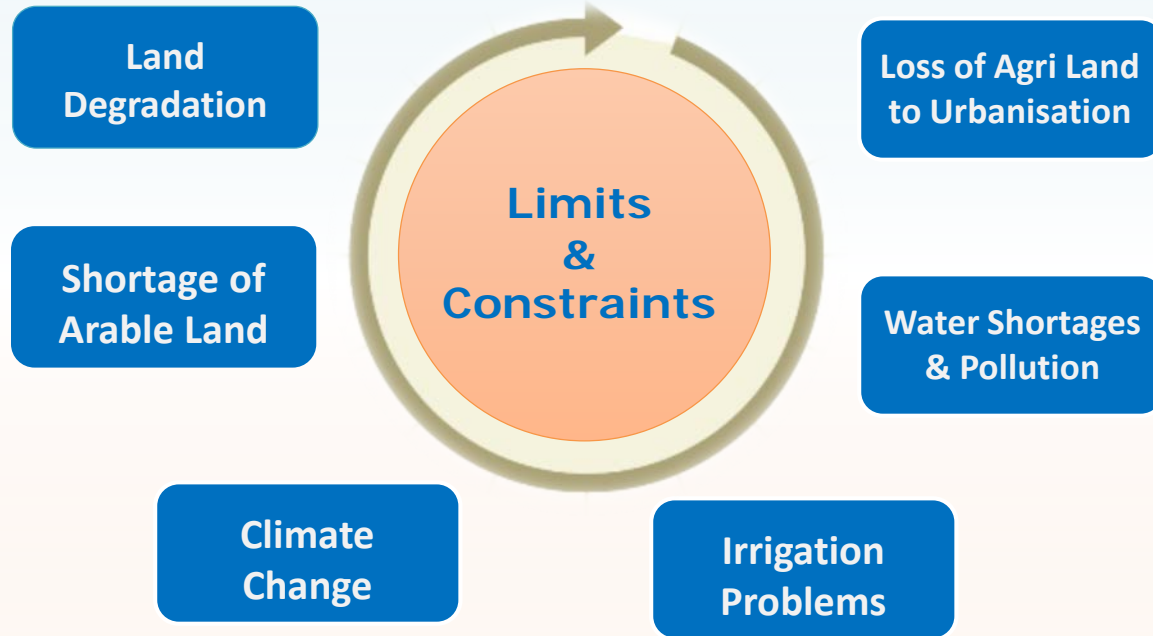 Land
Degradation
Loss of Agri Land
to Urbanisation
Limits
&
Constraints
Shortage of
Arable Land
Water Shortages
& Pollution
Climate
Change
Irrigation
Problems